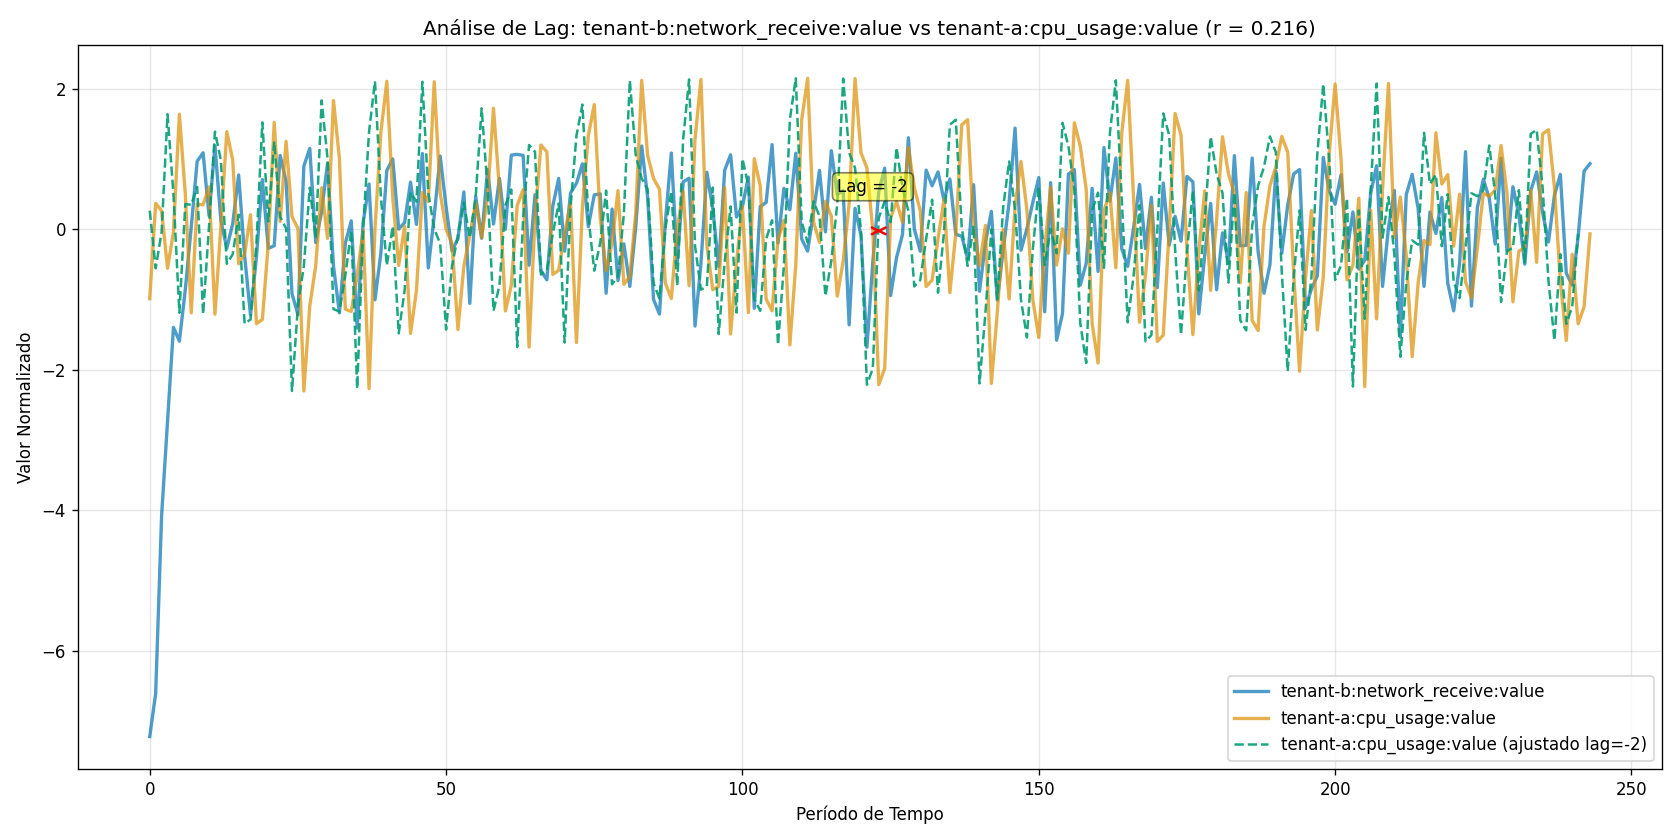 Análise de Lag: tenant-b:network_receive:value vs tenant-a:cpu_usage:value (r = 0.216)
Valor Normalizado
2
0
−2
−4
−6
Lag = -2
tenant-b:network_receive:value
tenant-a:cpu_usage:value
tenant-a:cpu_usage:value (ajustado lag=-2)
0 50 100 150 200 250
Período de Tempo